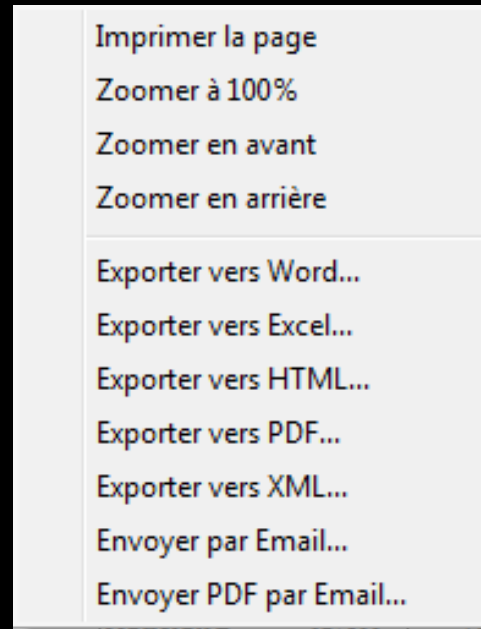 Imprimer la page
Zoomer à 100%
Zoomer en avant
Zoomer en arrière
Exporter vers Word...
Exporter vers Excel...
Exporter vers HTML...
Exporter vers PDF...
Exporter vers XML...
Envoyer par Email...
Envoyer PDF par Email...